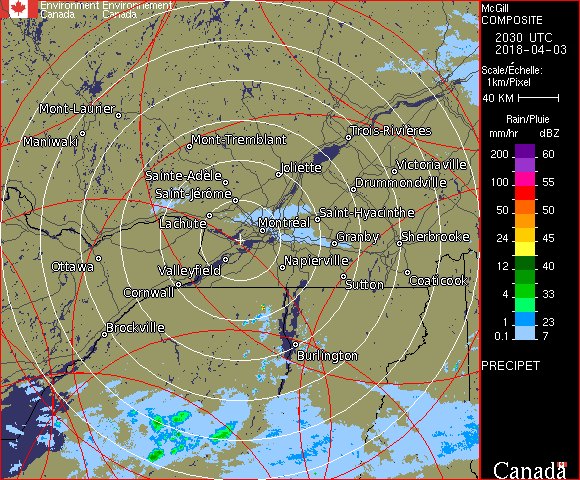 Environment Environnement
Canada Canada
McGill
COMPOSITE
2030 UTC
2018-04-03
Scale/Échelle:
1km/Pixel
40 KM
Rain/Pluie
mm/hr dBZ
200 60
100 55
50 50
24 45
12 40
4 33
1 23
0.1 7
PRECIPET
Canada
Mont-Laurier
Maniwaki
Mont-Tremblant
Trois-Rivières
Joliette
Victoriaville
Sainte-Adèle
Drummondville
Saint-Jérôme
Saint-Hyacinthe
Lachute
Montréal
Granby
Sherbrooke
Ottawa
Valleyfield
Napierville
Coaticook
Cornwall
Sutton
Brockville
Burlington